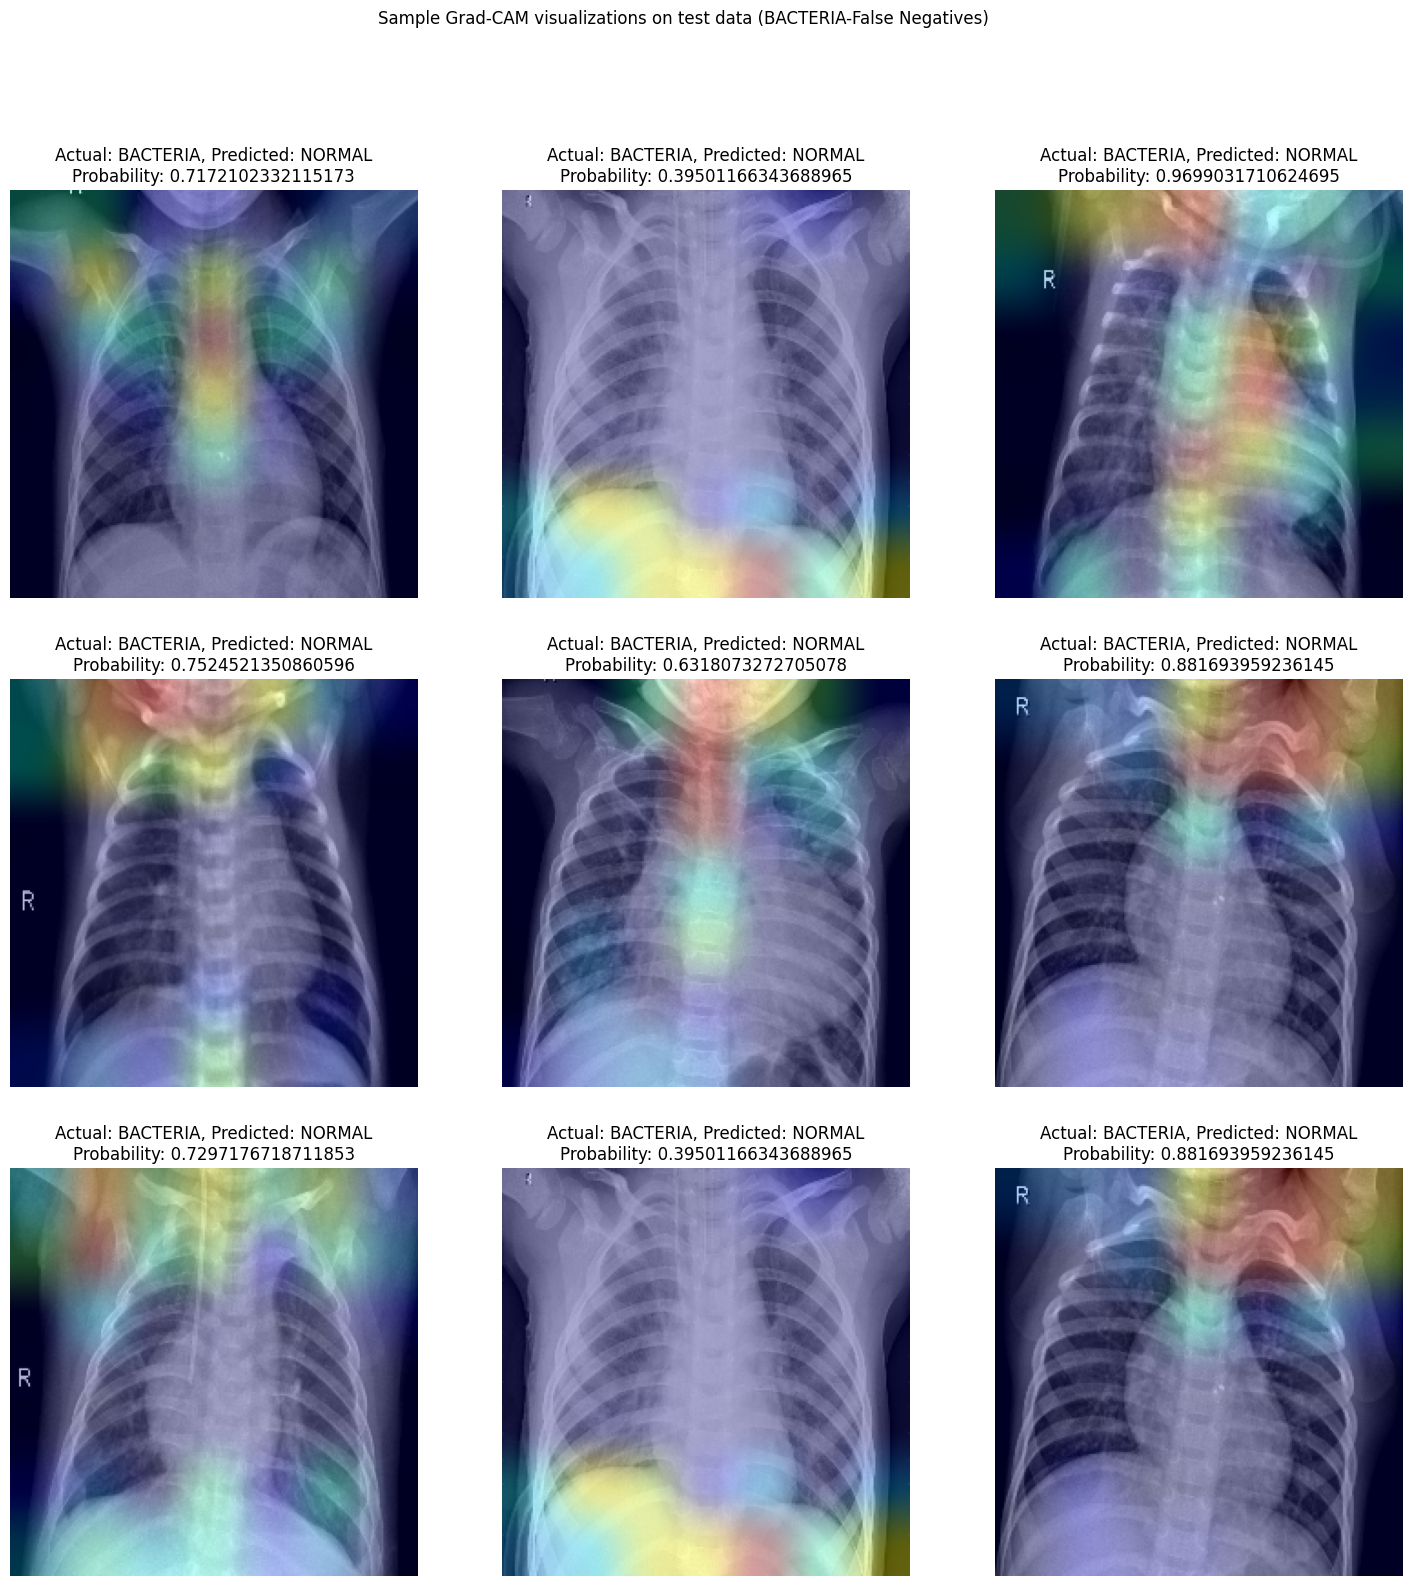 Sample Grad-CAM visualizations on test data (BACTERIA-False Negatives)
Actual: BACTERIA, Predicted: NORMAL
Probability: 0.7172102332115173
Actual: BACTERIA, Predicted: NORMAL
Probability: 0.39501166343688965
Actual: BACTERIA, Predicted: NORMAL
Probability: 0.9699031710624695
R
Actual: BACTERIA, Predicted: NORMAL
Probability: 0.7524521350860596
R
Actual: BACTERIA, Predicted: NORMAL
Probability: 0.6318073272705078
Actual: BACTERIA, Predicted: NORMAL
Probability: 0.881693959236145
R
Actual: BACTERIA, Predicted: NORMAL
Probability: 0.7297176718711853
R
Actual: BACTERIA, Predicted: NORMAL
Probability: 0.39501166343688965
Actual: BACTERIA, Predicted: NORMAL
Probability: 0.881693959236145
R